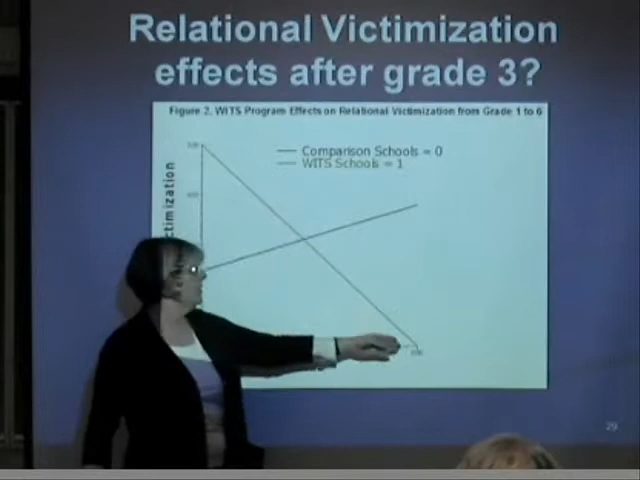 Relational Victimization
effects after grade 3?
Figure 2. WITS Program Effects on Relational Victimization from Grade 1 to 6
Comparison Schools = 0
WITS Schools = 1
ctimization
29